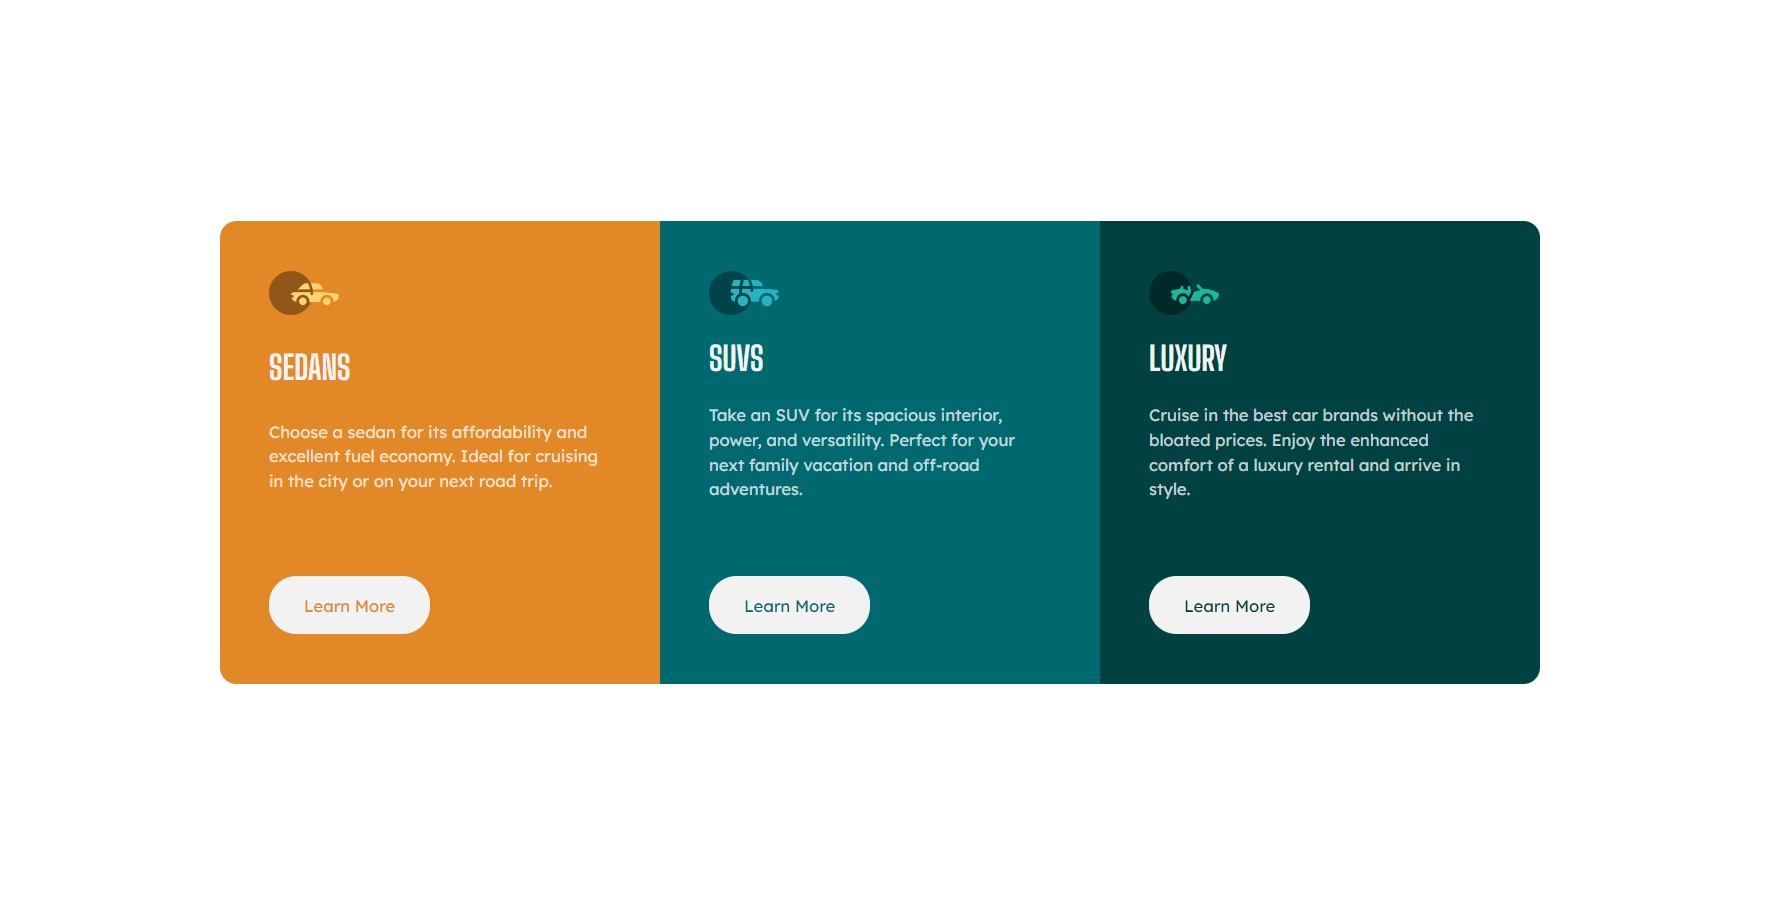 SEDANS
Choose a sedan for its affordability and
excellent fuel economy. Ideal for cruising
in the city or on your next road trip.
Learn More
SUVS
Take an SUV for its spacious interior,
power, and versatility. Perfect for your
next family vacation and off-road
adventures.
Learn More
LUXURY
Cruise in the best car brands without the
bloated prices. Enjoy the enhanced
comfort of a luxury rental and arrive in
style.
Learn More